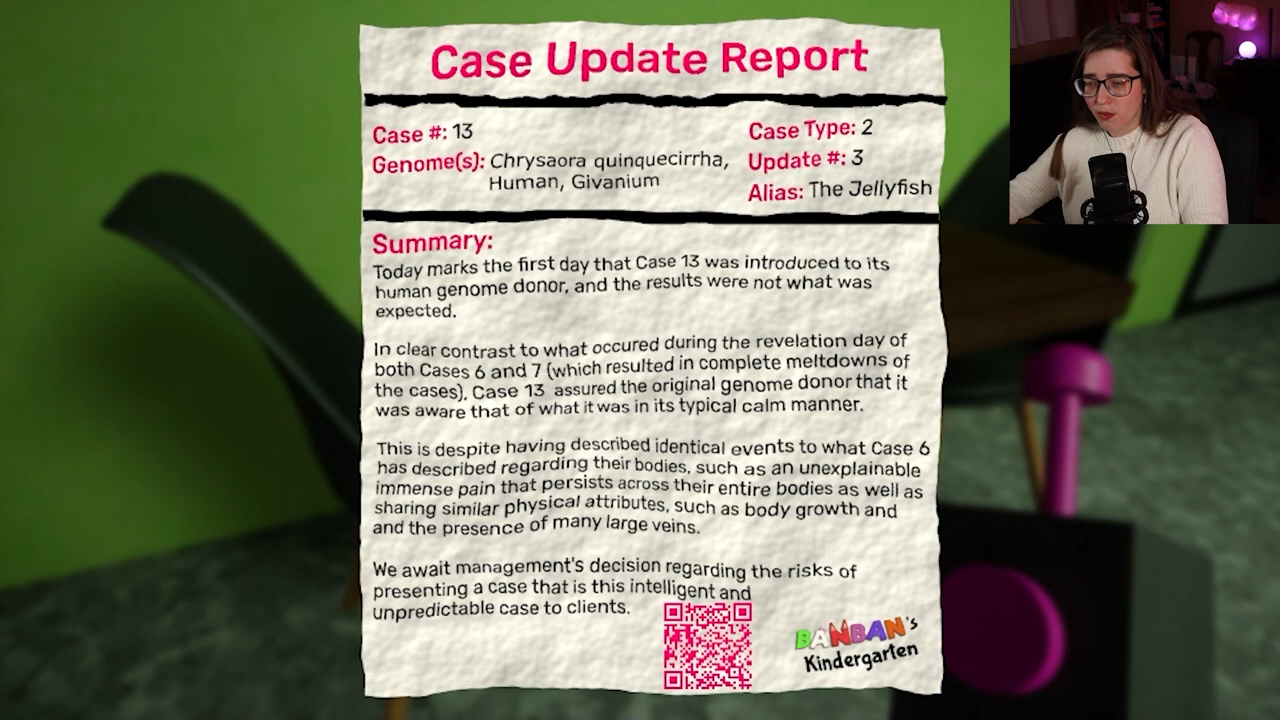 Case Update Report
Case #: 13
Case Type: 2
Genome(s): Chrysaora quinquecirrha,
Human, Givanium
Update #: 3
Alias: The Jellyfish
Summary:
Today marks the first day that Case 13 was introduced to its
human genome donor, and the results were not what was
expected.
In clear contrast to what occured during the revelation day of
both Cases 6 and 7 (which resulted in complete meltdowns of
the cases), Case 13 assured the original genome donor that it
was aware that of what it was in its typical calm manner.
This is despite having described identical events to what Case 6
has described regarding their bodies, such as an unexplainable
immense pain that persists across their entire bodies as well as
sharing similar physical attributes, such as body growth and
and the presence of many large veins.
We await management's decision regarding the risks of
presenting a case that is this intelligent and
unpredictable case to clients.
BANBAN's
Kindergarten